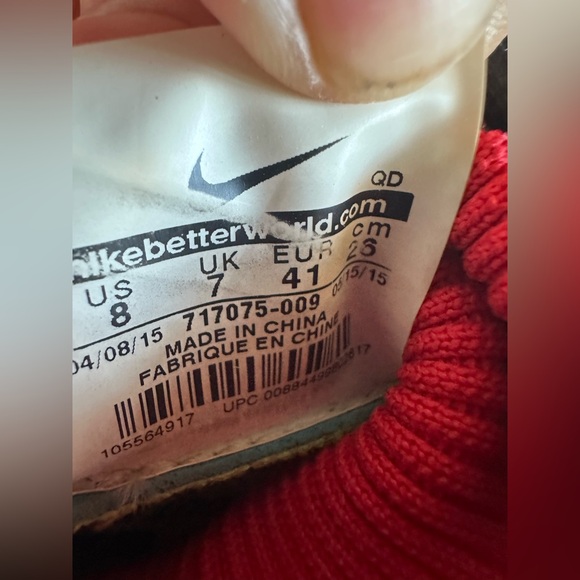 QD
nikebetterworld.com
US UK EUR cm
8 7 41 26
04/08/15 717075-009 05/15/15
MADE IN CHINA
FABRIQUE EN CHINE
105564917 UPC